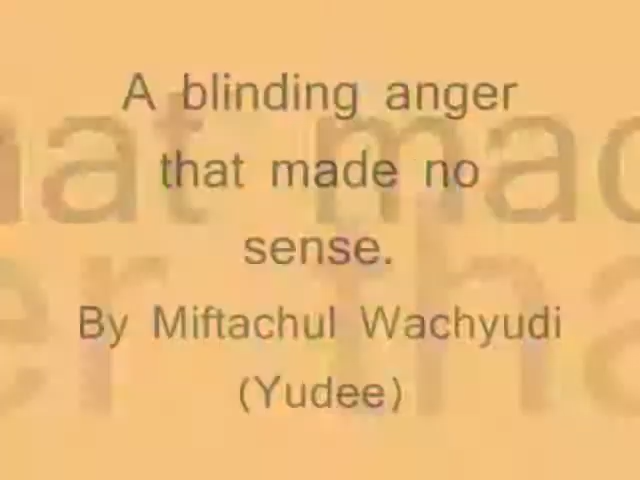 A blinding anger
that made no
sense.
By Miftachul Wachyudi
(Yudee)